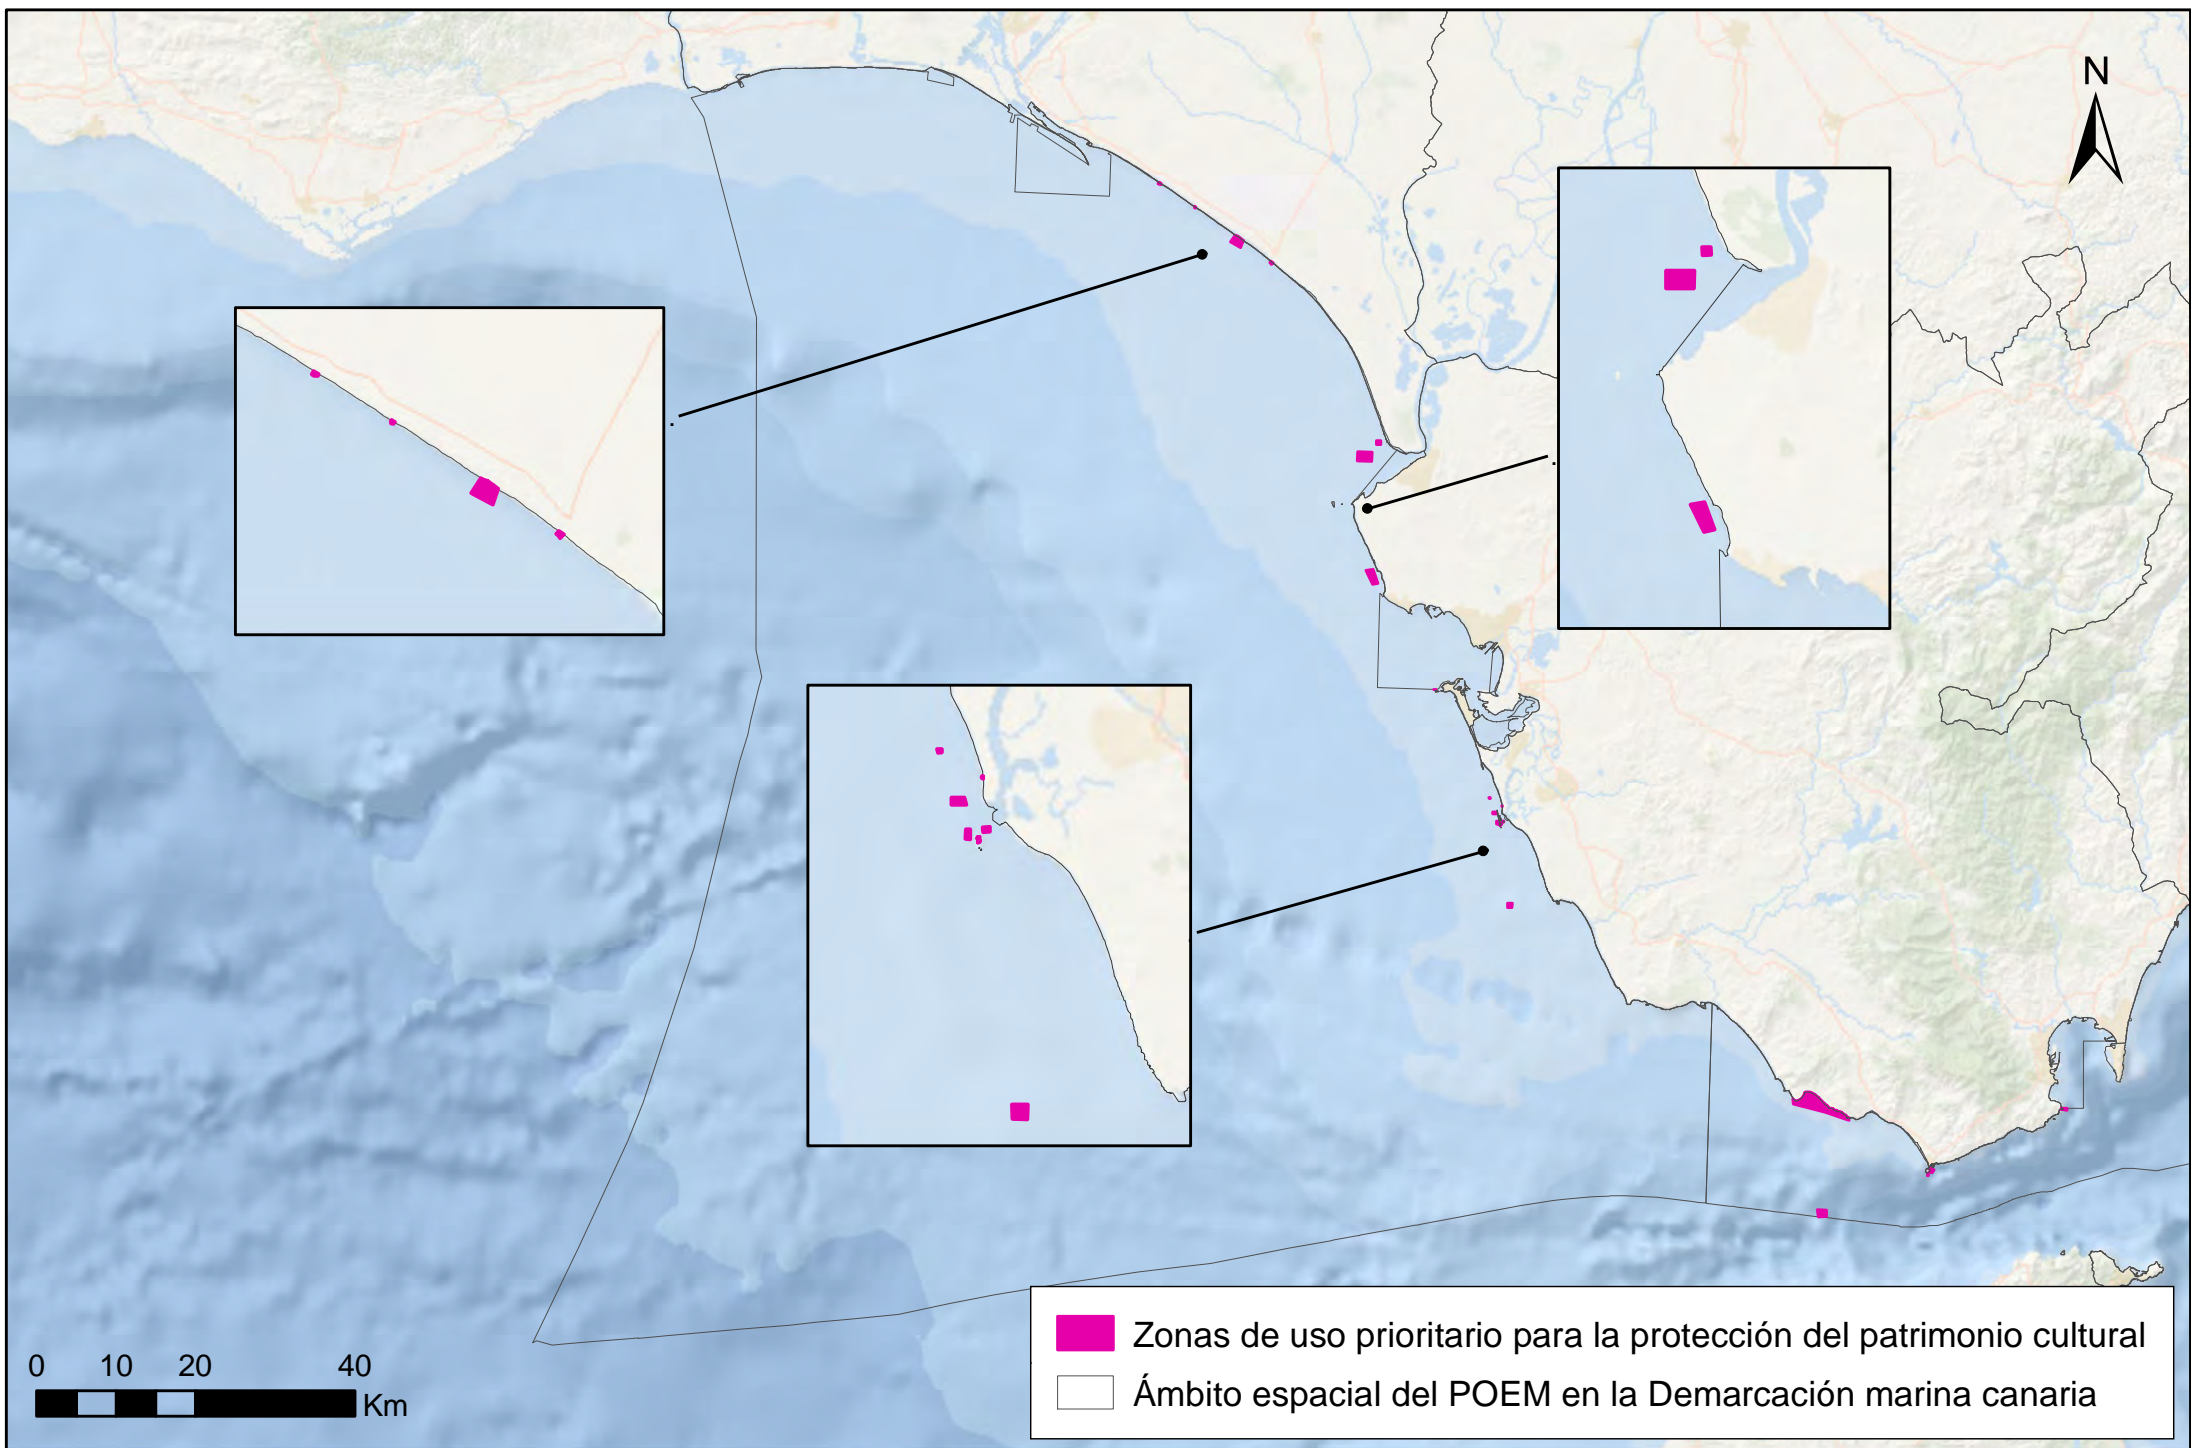 N
Zonas de uso prioritario para la protección del patrimonio cultural
Ámbito espacial del POEM en la Demarcación marina canaria
0 10 20 40
Km